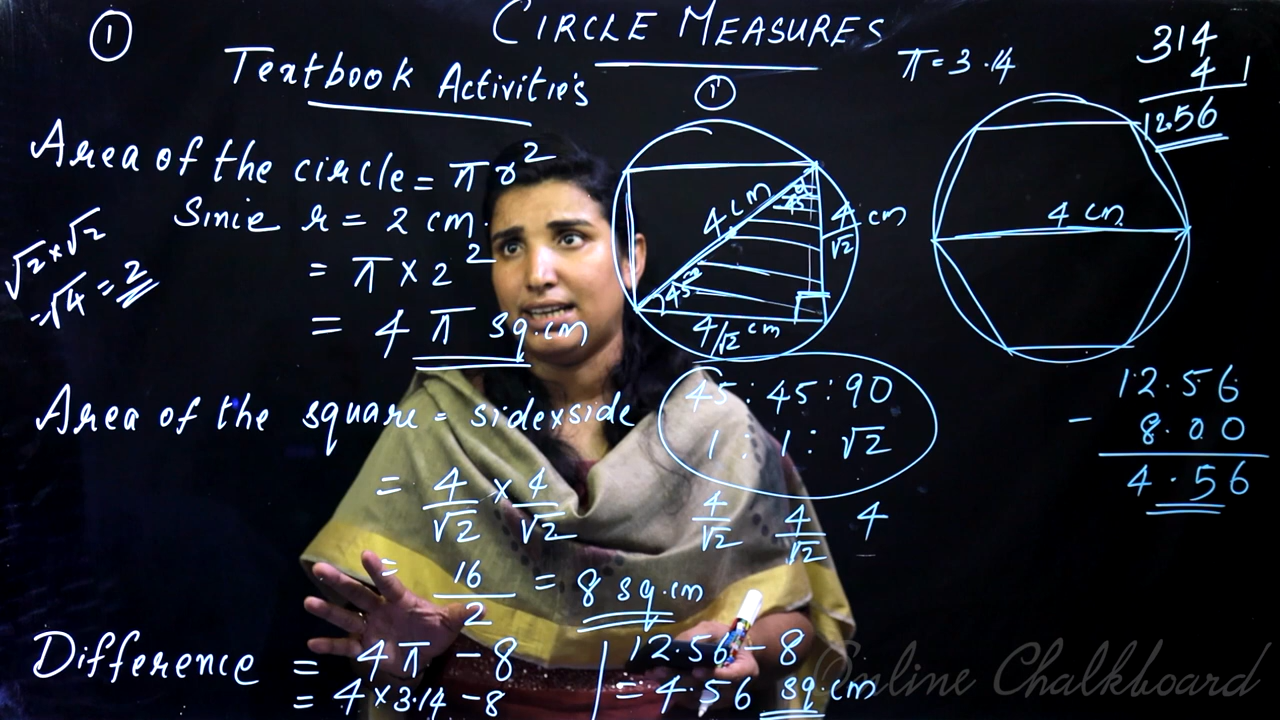 ①
CIRCLE MEASURES
Textbook Activities
π = 3.14
314
4 1
12.56
Area of the circle = πr²
Sinie r = 2 cm.
= π × 2²
= 4 π sq.cm
√2 × √2
= √4 = 2
①
4 cm
45°
4/√2 cm
45°
4/√2 cm
4 cm
Area of the square = side×side
= 4/√2 × 4/√2
= 16/2 = 8 sq.cm
45 : 45 : 90
1 : 1 : √2
4/√2 4/√2 4
12.56
− 8.00
4.56
Difference = 4π − 8
= 4×3.14 −8
12.56 − 8
= 4.56 sq.cm
Online Chalkboard